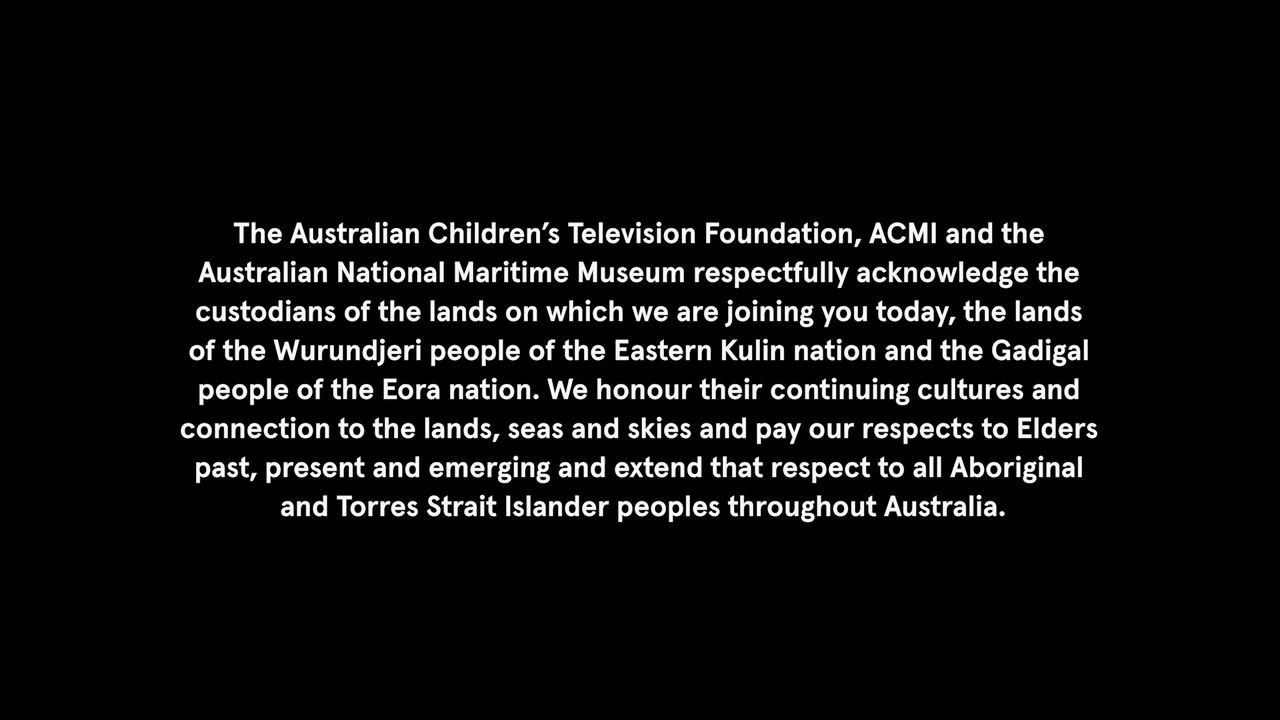 The Australian Children’s Television Foundation, ACMI and the
Australian National Maritime Museum respectfully acknowledge the
custodians of the lands on which we are joining you today, the lands
of the Wurundjeri people of the Eastern Kulin nation and the Gadigal
people of the Eora nation. We honour their continuing cultures and
connection to the lands, seas and skies and pay our respects to Elders
past, present and emerging and extend that respect to all Aboriginal
and Torres Strait Islander peoples throughout Australia.